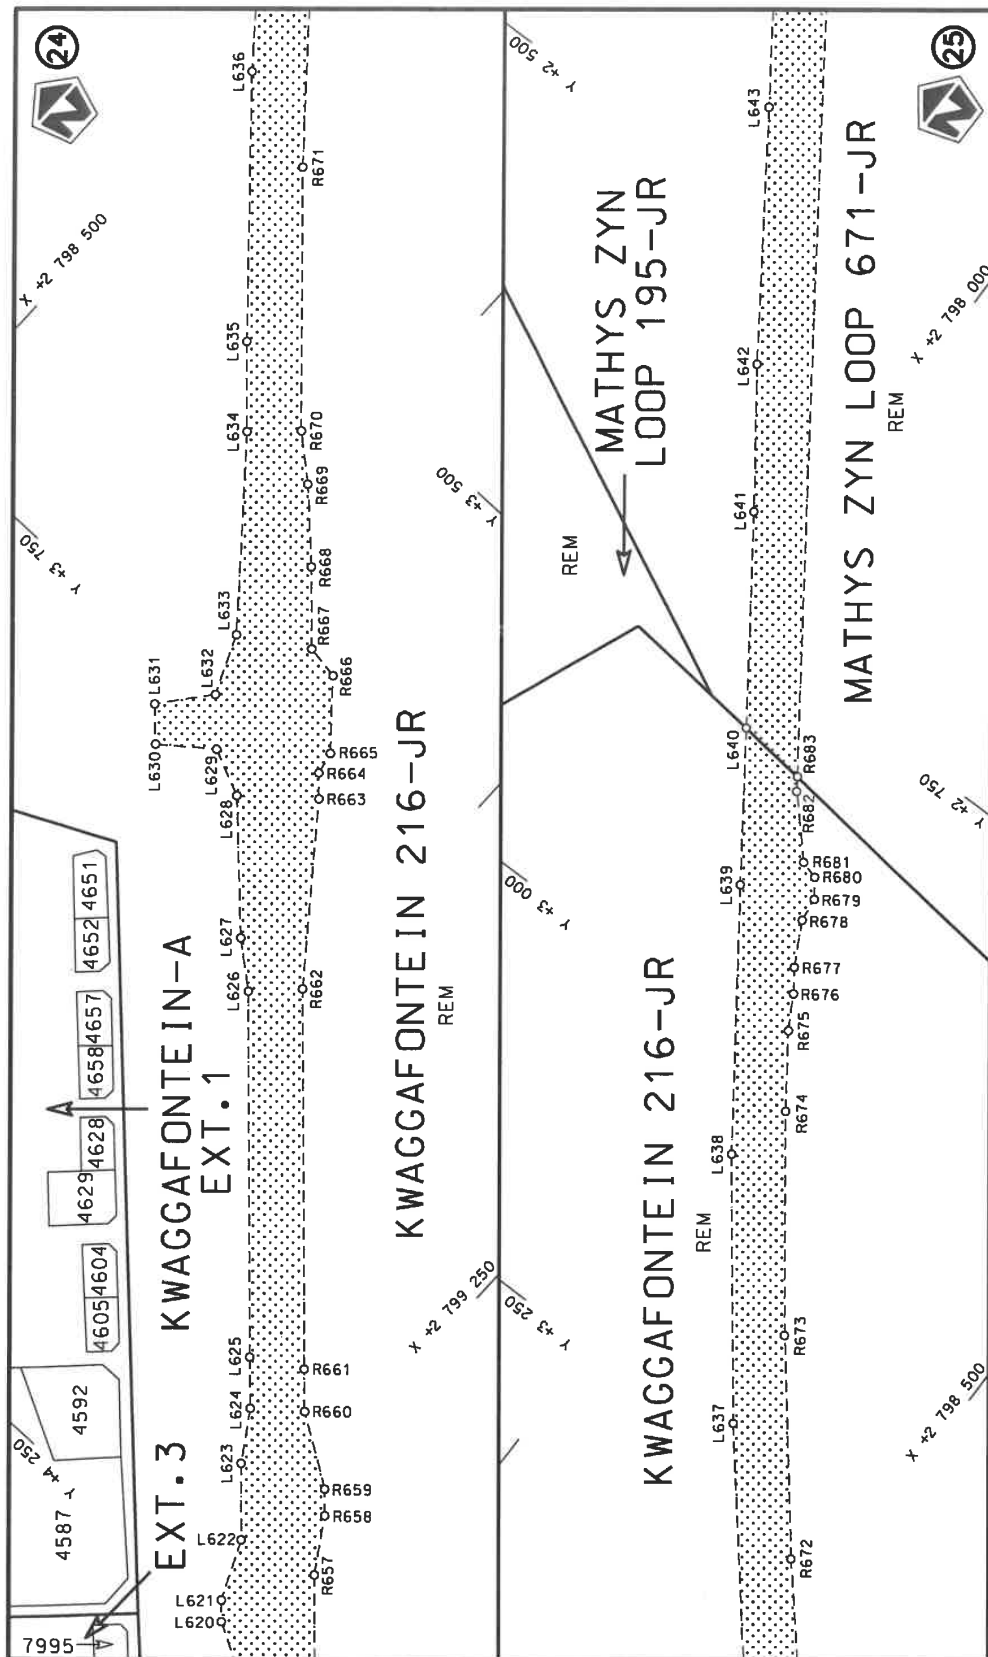 24
N
L636
R671
X +2 798 500
L635
L634
R670
R669
R668
R667
R666
Y +3 750
Y +3 500
L633
L632
L631
L630
L629
L628
R665
R664
R663
L627
L626
R662
4651
4652
4657
4658
4628
4629
4604
4605
4592
4587
7995
KWAGGAFONTEIN-A
EXT.1
EXT.3
KWAGGAFONTEIN 216-JR
REM
Y +4 250
X +2 799 250
L625
L624
L623
L622
L621
L620
R661
R660
R659
R658
R657
25
N
Y +2 500
L643
MATHYS ZYN
LOOP 195-JR
REM
L642
L641
MATHYS ZYN LOOP 671-JR
REM
X +2 798 000
L640
R683
R682
Y +2 750
R681
R680
R679
R678
R677
R676
R675
R674
L639
L638
Y +3 000
KWAGGAFONTEIN 216-JR
REM
Y +3 250
R673
L637
R672
X +2 798 500